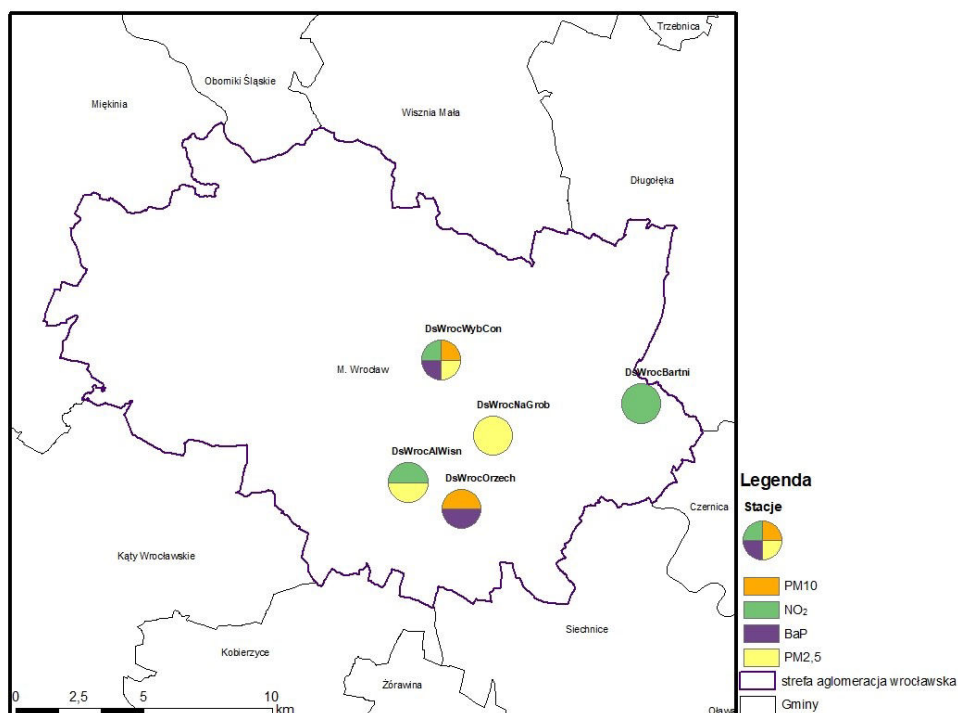 Trzebnica
Oborniki Śląskie
Miękinia
Wisznia Mała
Długołęka
DsWrocWybCon
M. Wrocław
DsWrocBartni
DsWrocNaGrob
DsWrocAlWisn
DsWrocOrzech
Czernica
Kąty Wrocławskie
Siechnice
Kobierzyce
Żórawina
0 2,5 5 10
km
Legenda
Stacje
PM10
NO₂
BaP
PM2,5
strefa aglomeracja wrocławska
Gminy